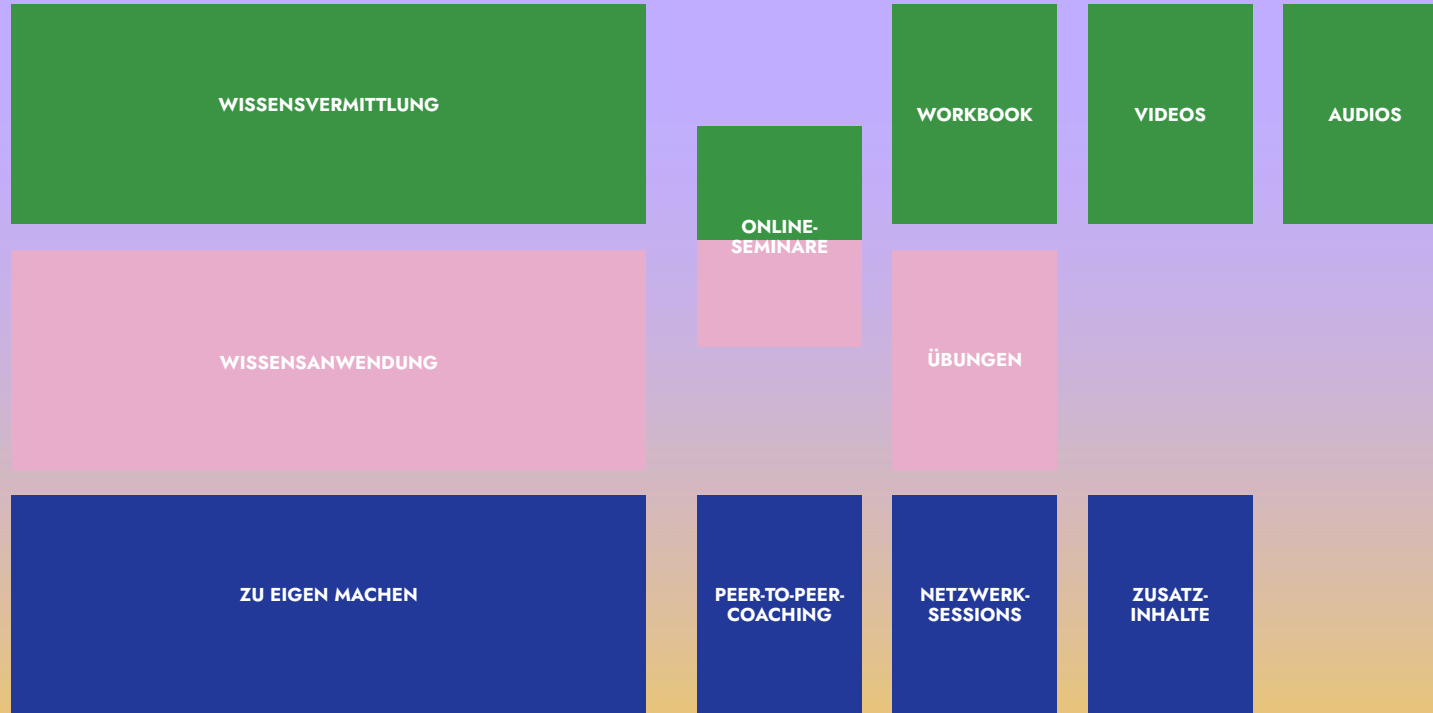 WISSENSVERMITTLUNG
WORKBOOK
VIDEOS
AUDIOS
ONLINE-
SEMINARE
WISSENSANWENDUNG
ÜBUNGEN
ZU EIGEN MACHEN
PEER-TO-PEER-
COACHING
NETZWERK-
SESSIONS
ZUSATZ-
INHALTE